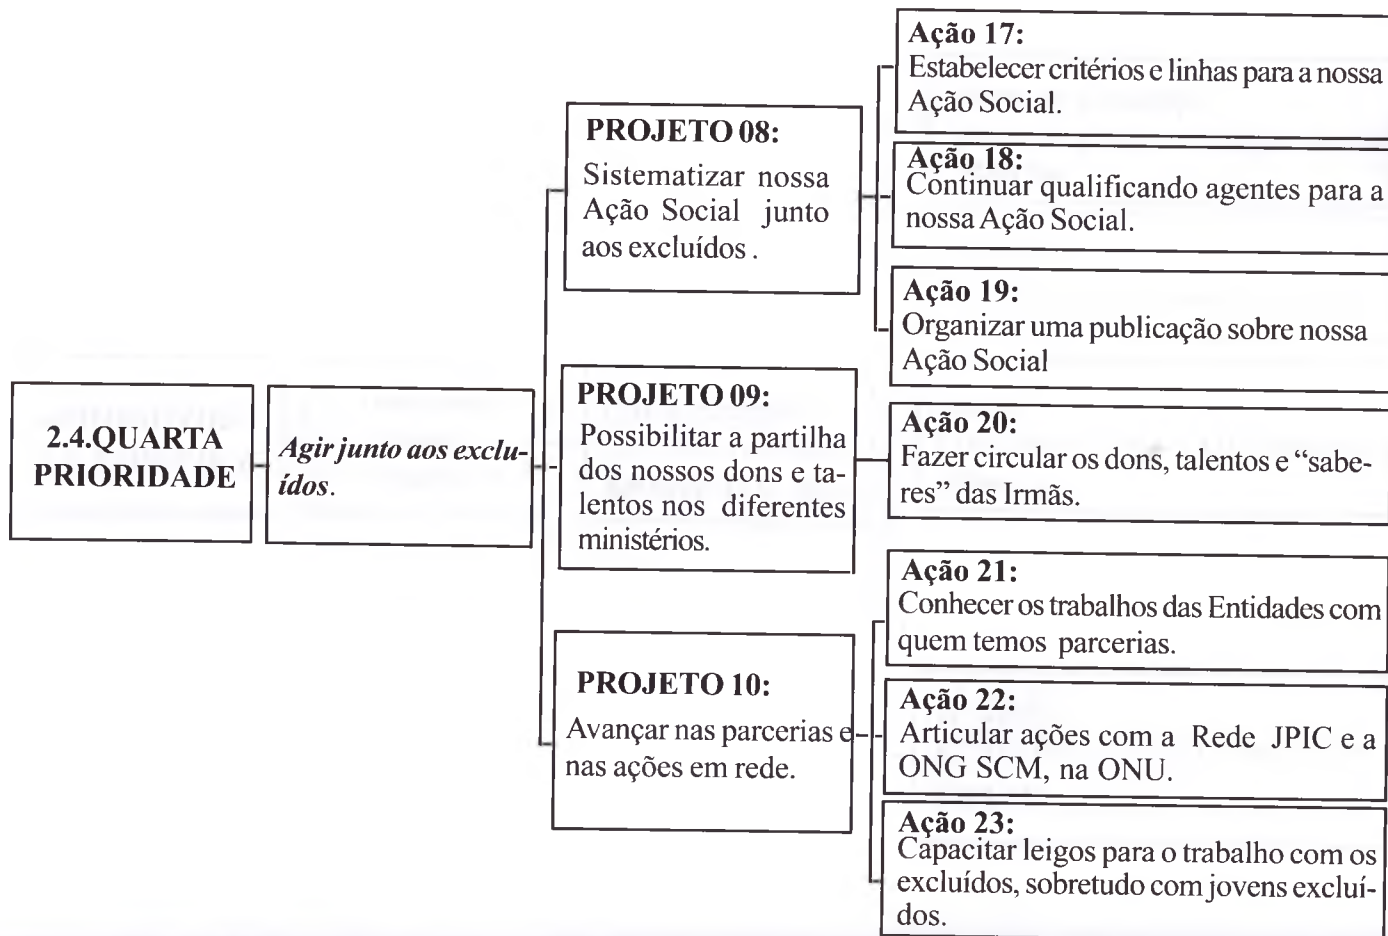 2.4.QUARTA
PRIORIDADE
Agir junto aos exclu-
ídos.
PROJETO 08:
Sistematizar nossa
Ação Social junto
aos excluídos .
Ação 17:
Estabelecer critérios e linhas para a nossa
Ação Social.
Ação 18:
Continuar qualificando agentes para a
nossa Ação Social.
Ação 19:
Organizar uma publicação sobre nossa
Ação Social
PROJETO 09:
Possibilitar a partilha
dos nossos dons e ta-
lentos nos diferentes
ministérios.
Ação 20:
Fazer circular os dons, talentos e “sabe-
res” das Irmãs.
PROJETO 10:
Avançar nas parcerias e
nas ações em rede.
Ação 21:
Conhecer os trabalhos das Entidades com
quem temos parcerias.
Ação 22:
Articular ações com a Rede JPIC e a
ONG SCM, na ONU.
Ação 23:
Capacitar leigos para o trabalho com os
excluídos, sobretudo com jovens excluí-
dos.